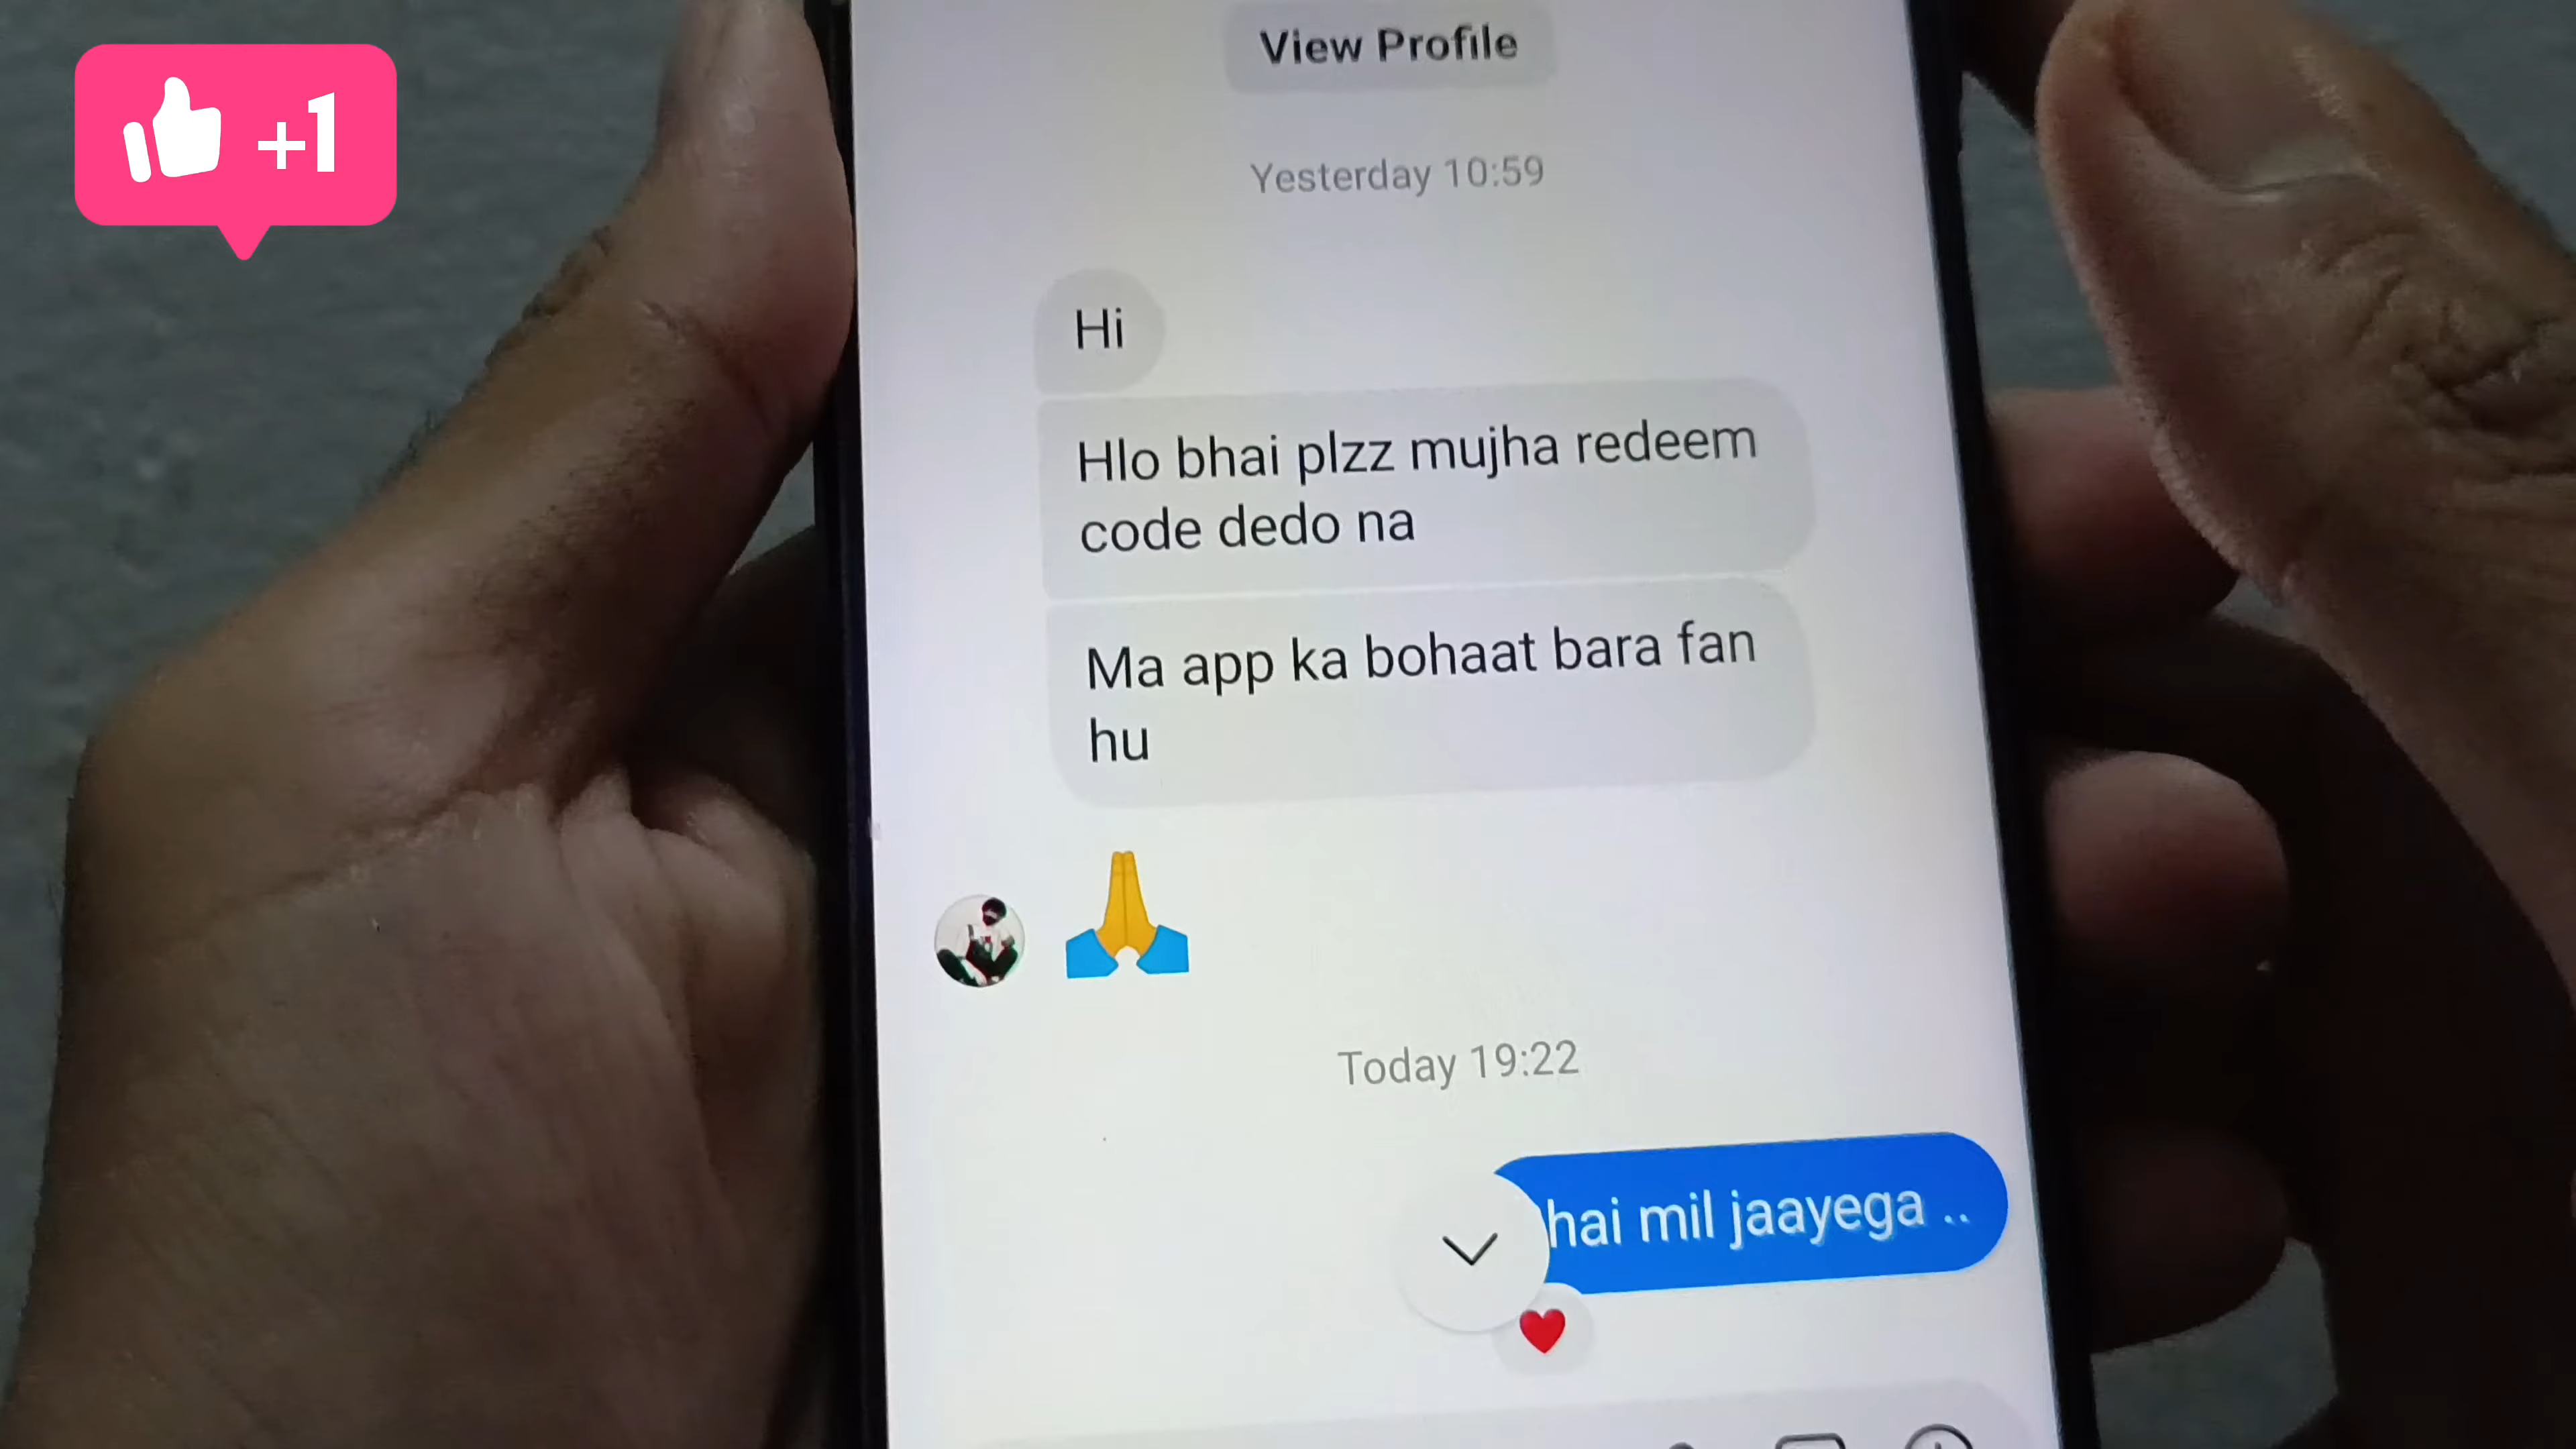 +1
View Profile
Yesterday 10:59
Hi
Hlo bhai plzz mujha redeem
code dedo na
Ma app ka bohaat bara fan
hu
Today 19:22
hai mil jaayega ..